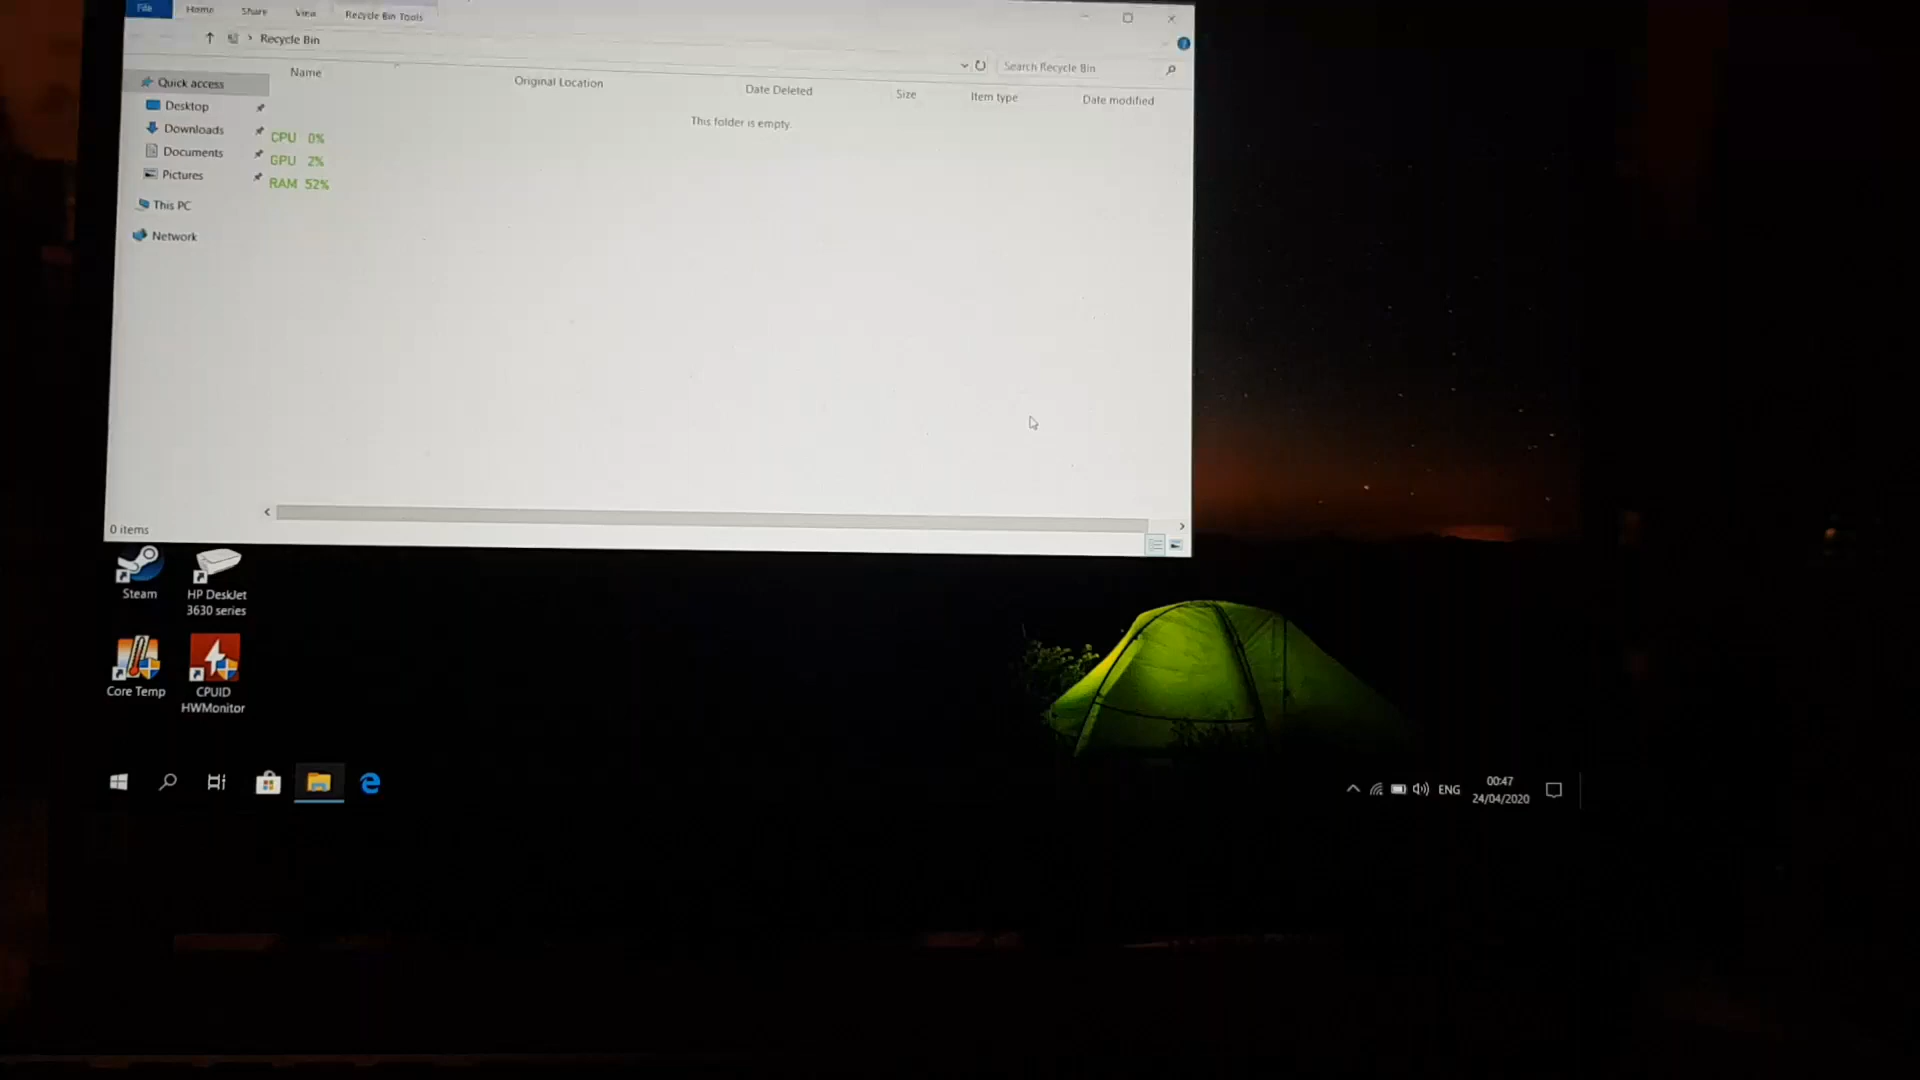 File Home Share View Recycle Bin Tools
Recycle Bin
Search Recycle Bin
Name Original Location Date Deleted Size Item type Date modified
This folder is empty.
Quick access
Desktop
Downloads
Documents
Pictures
This PC
Network
CPU 0%
GPU 2%
RAM 52%
0 items
Steam
HP DeskJet
3630 series
Core Temp
CPUID
HWMonitor
ENG
00:47
24/04/2020